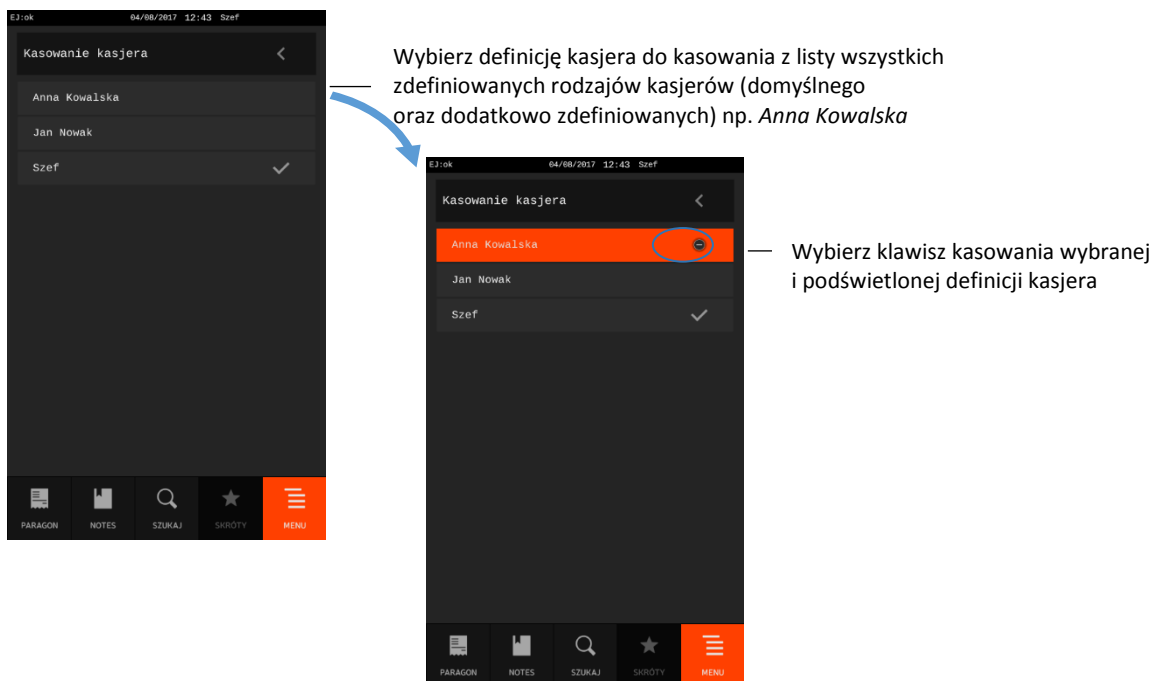 EJ:ok 04/08/2017 12:43 Szef
Kasowanie kasjera
Anna Kowalska
Jan Nowak
Szef
PARAGON NOTES SZUKAJ SKRÓTY MENU
Wybierz definicję kasjera do kasowania z listy wszystkich
zdefiniowanych rodzajów kasjerów (domyślnego
oraz dodatkowo zdefiniowanych) np. Anna Kowalska
EJ:ok 04/08/2017 12:43 Szef
Kasowanie kasjera
Anna Kowalska
Jan Nowak
Szef
PARAGON NOTES SZUKAJ SKRÓTY MENU
Wybierz klawisz kasowania wybranej
i podświetlonej definicji kasjera